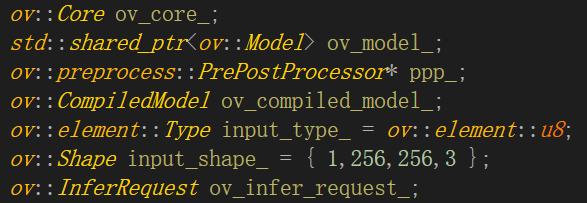 ov::Core ov_core_;
std::shared_ptr<ov::Model> ov_model_;
ov::preprocess::PrePostProcessor* ppp_;
ov::CompiledModel ov_compiled_model_;
ov::element::Type input_type_ = ov::element::u8;
ov::Shape input_shape_ = { 1,256,256,3 };
ov::InferRequest ov_infer_request_;